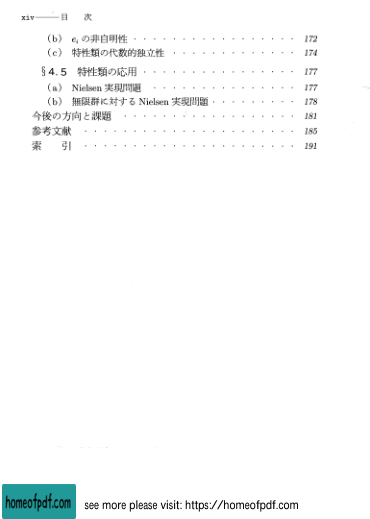 xiv——目　次
（b） eᵢ の非自明性 · · · · · · · · · · · · · · · · · 172
（c） 特性類の代数的独立性 · · · · · · · · · · · · · 174
§4.5　特性類の応用 · · · · · · · · · · · · · · · · 177
（a） Nielsen 実現問題 · · · · · · · · · · · · · · · 177
（b） 無限群に対する Nielsen 実現問題 · · · · · · · · · 178
今後の方向と課題 · · · · · · · · · · · · · · · · · · 181
参考文献 · · · · · · · · · · · · · · · · · · · · · · 185
索　　引 · · · · · · · · · · · · · · · · · · · · · · 191
homeofpdf.com see more please visit: https://homeofpdf.com